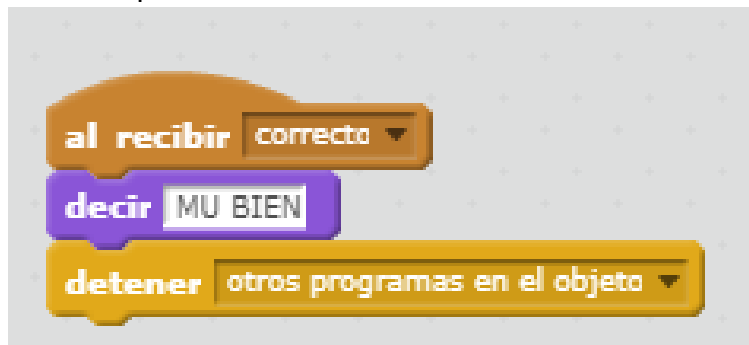 al recibir correcto
decir MU BIEN
detener otros programas en el objeto